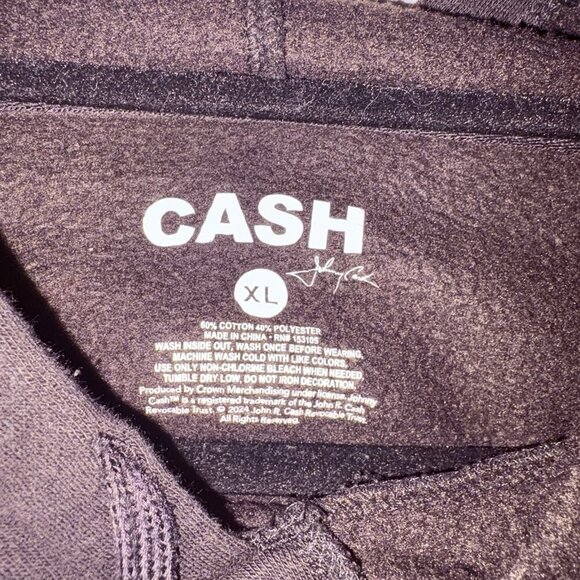 CASH
Johnny Cash
XL
60% COTTON 40% POLYESTER
MADE IN CHINA • RN# 153105
WASH INSIDE OUT, WASH ONCE BEFORE WEARING.
MACHINE WASH COLD WITH LIKE COLORS.
USE ONLY NON-CHLORINE BLEACH WHEN NEEDED
TUMBLE DRY-LOW, DO NOT IRON DECORATION.
Produced by Crown Merchandising under license. Johnny
Cash™ is a registered trademark of the John R. Cash
Revocable Trust. © 2024 John R. Cash Revocable Trust.
All Rights Reserved.